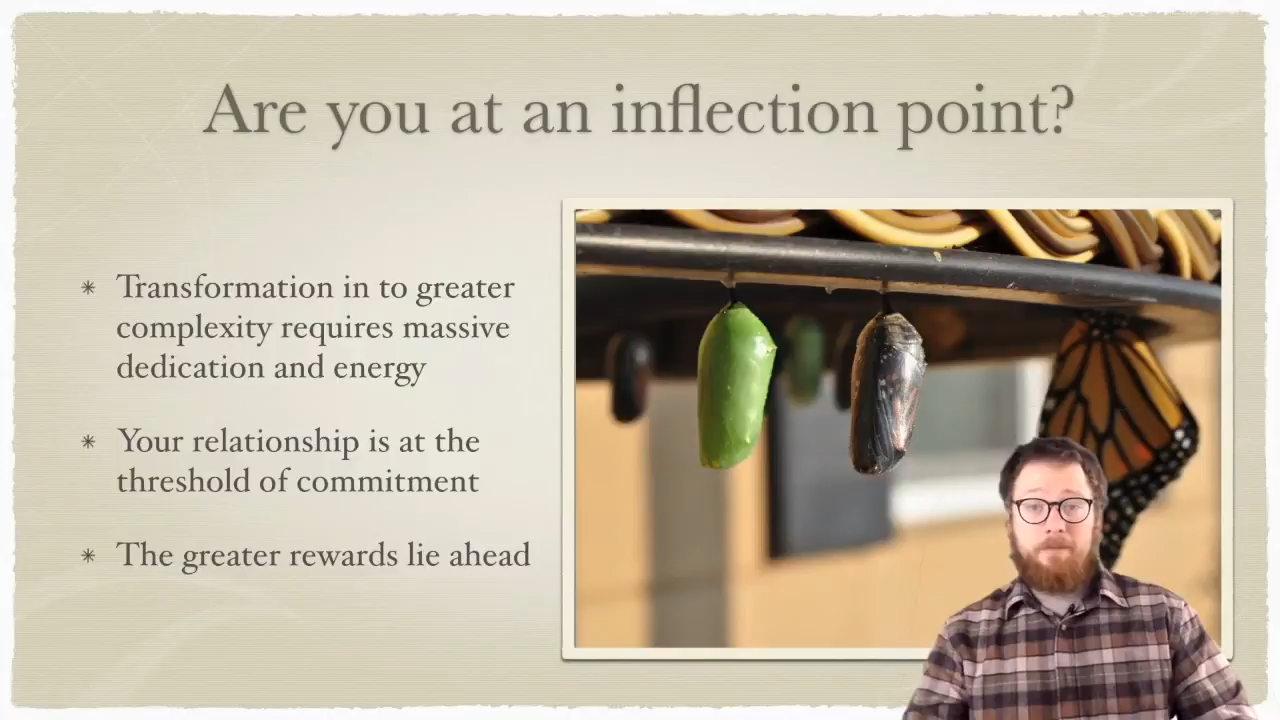 Are you at an inflection point?
* Transformation in to greater
complexity requires massive
dedication and energy
* Your relationship is at the
threshold of commitment
* The greater rewards lie ahead